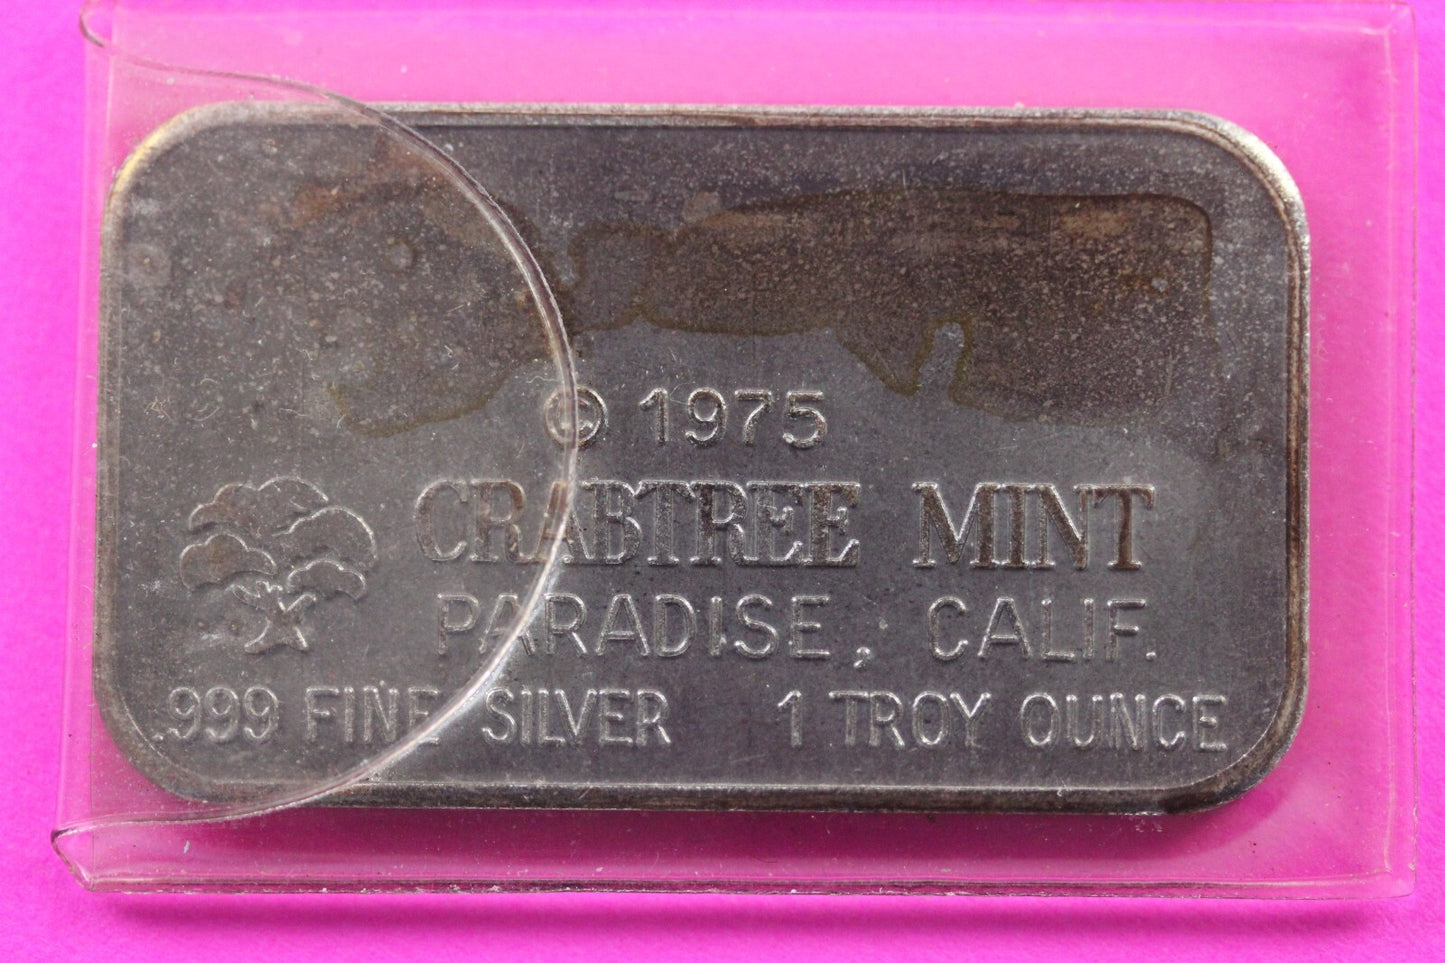 © 1975
CRABTREE MINT
PARADISE, CALIF.
.999 FINE SILVER 1 TROY OUNCE